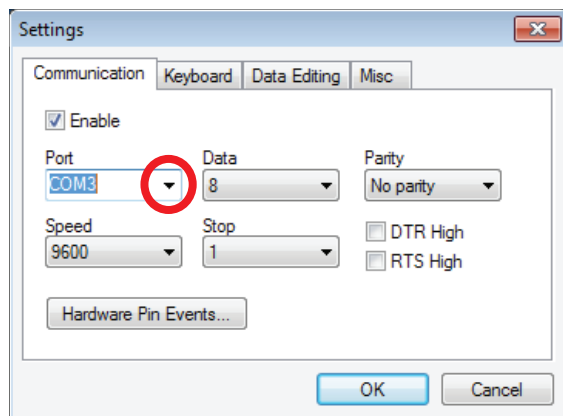 Settings
Communication Keyboard Data Editing Misc
Enable
Port Data Parity
COM3 8 No parity
Speed Stop
9600 1
DTR High
RTS High
Hardware Pin Events...
OK Cancel